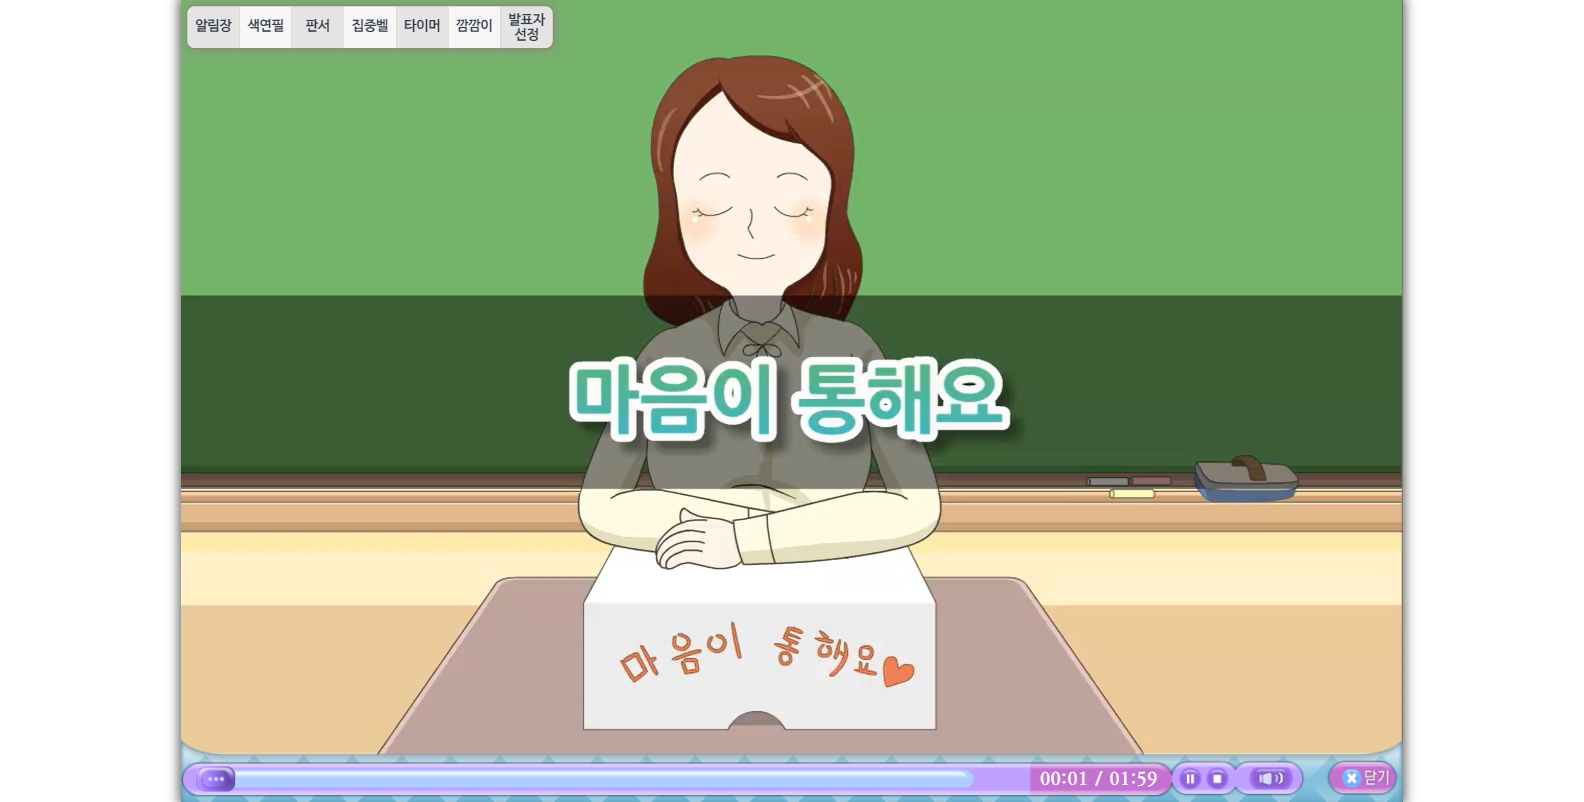 알림장 색연필 판서 집중벨 타이머 깜깜이 발표자
선정
마음이 통해요
마음이 통해요
00:01 / 01:59
닫기